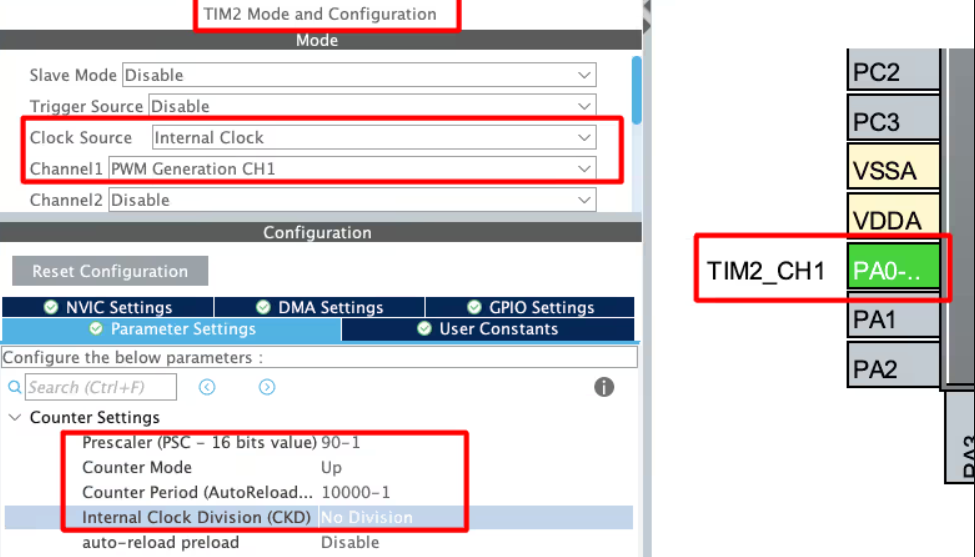 TIM2 Mode and Configuration
Mode
Slave Mode Disable
Trigger Source Disable
Clock Source Internal Clock
Channel1 PWM Generation CH1
Channel2 Disable
Configuration
Reset Configuration
NVIC Settings DMA Settings GPIO Settings
Parameter Settings User Constants
Configure the below parameters :
Search (Ctrl+F)
Counter Settings
Prescaler (PSC - 16 bits value) 90-1
Counter Mode Up
Counter Period (AutoReload... 10000-1
Internal Clock Division (CKD) No Division
auto-reload preload Disable
PC2
PC3
VSSA
VDDA
TIM2_CH1 PA0-..
PA1
PA2
PA3